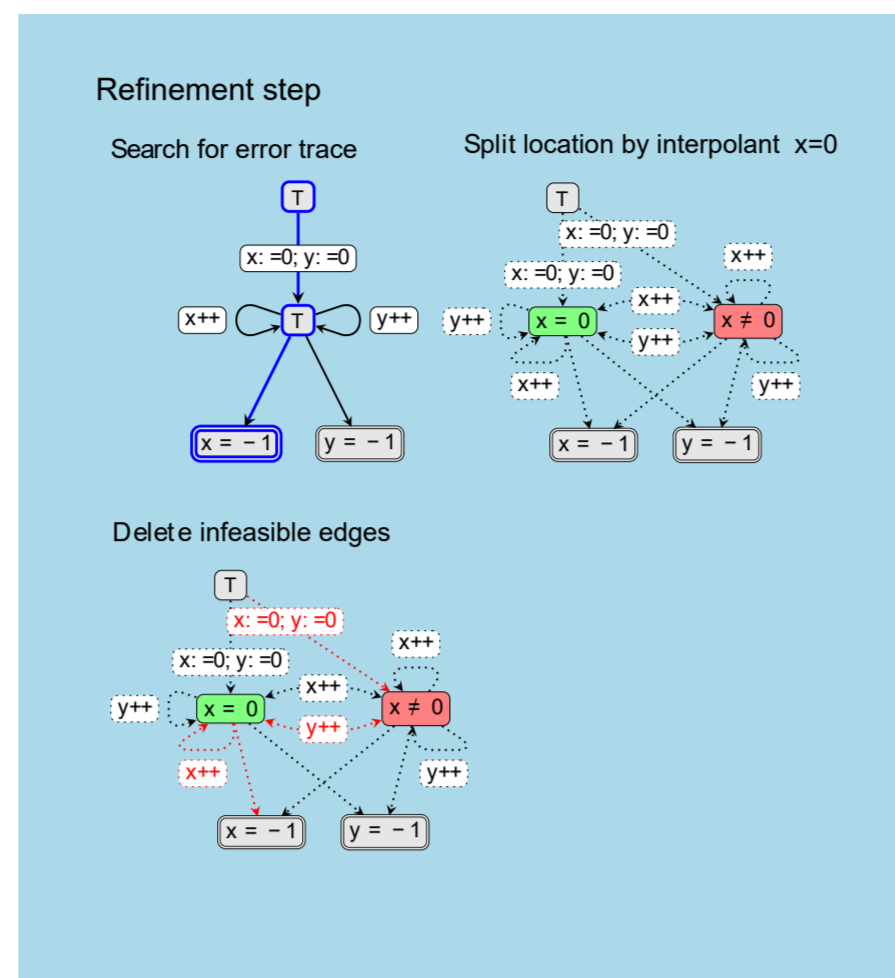 Refinement step
Search for error trace
T
x: =0; y: =0
x++
T
y++
x = − 1
y = − 1
Split location by interpolant x=0
T
x: =0; y: =0
x++
x: =0; y: =0
x++
y++
x = 0
x ≠ 0
y++
x++
y++
x = − 1
y = − 1
Delete infeasible edges
T
x: =0; y: =0
x++
x: =0; y: =0
x++
y++
x = 0
x ≠ 0
y++
x++
y++
x = − 1
y = − 1